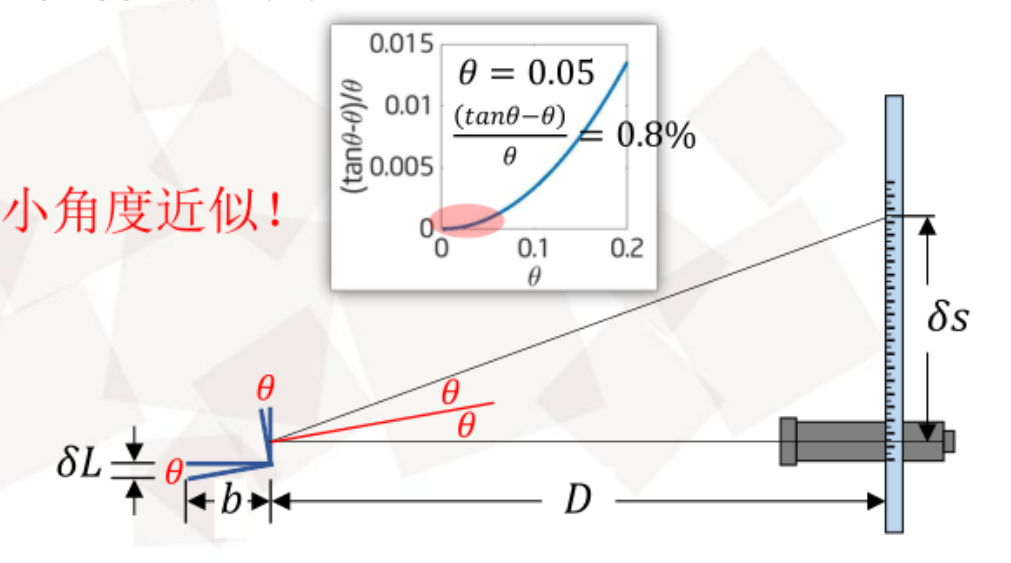 0.015
0.01
0.005
0
0
0.1
0.2
(tanθ-θ)/θ
θ
θ = 0.05
(tanθ−θ)/θ = 0.8%
小角度近似!
δs
θ
θ
θ
δL
θ
b
D